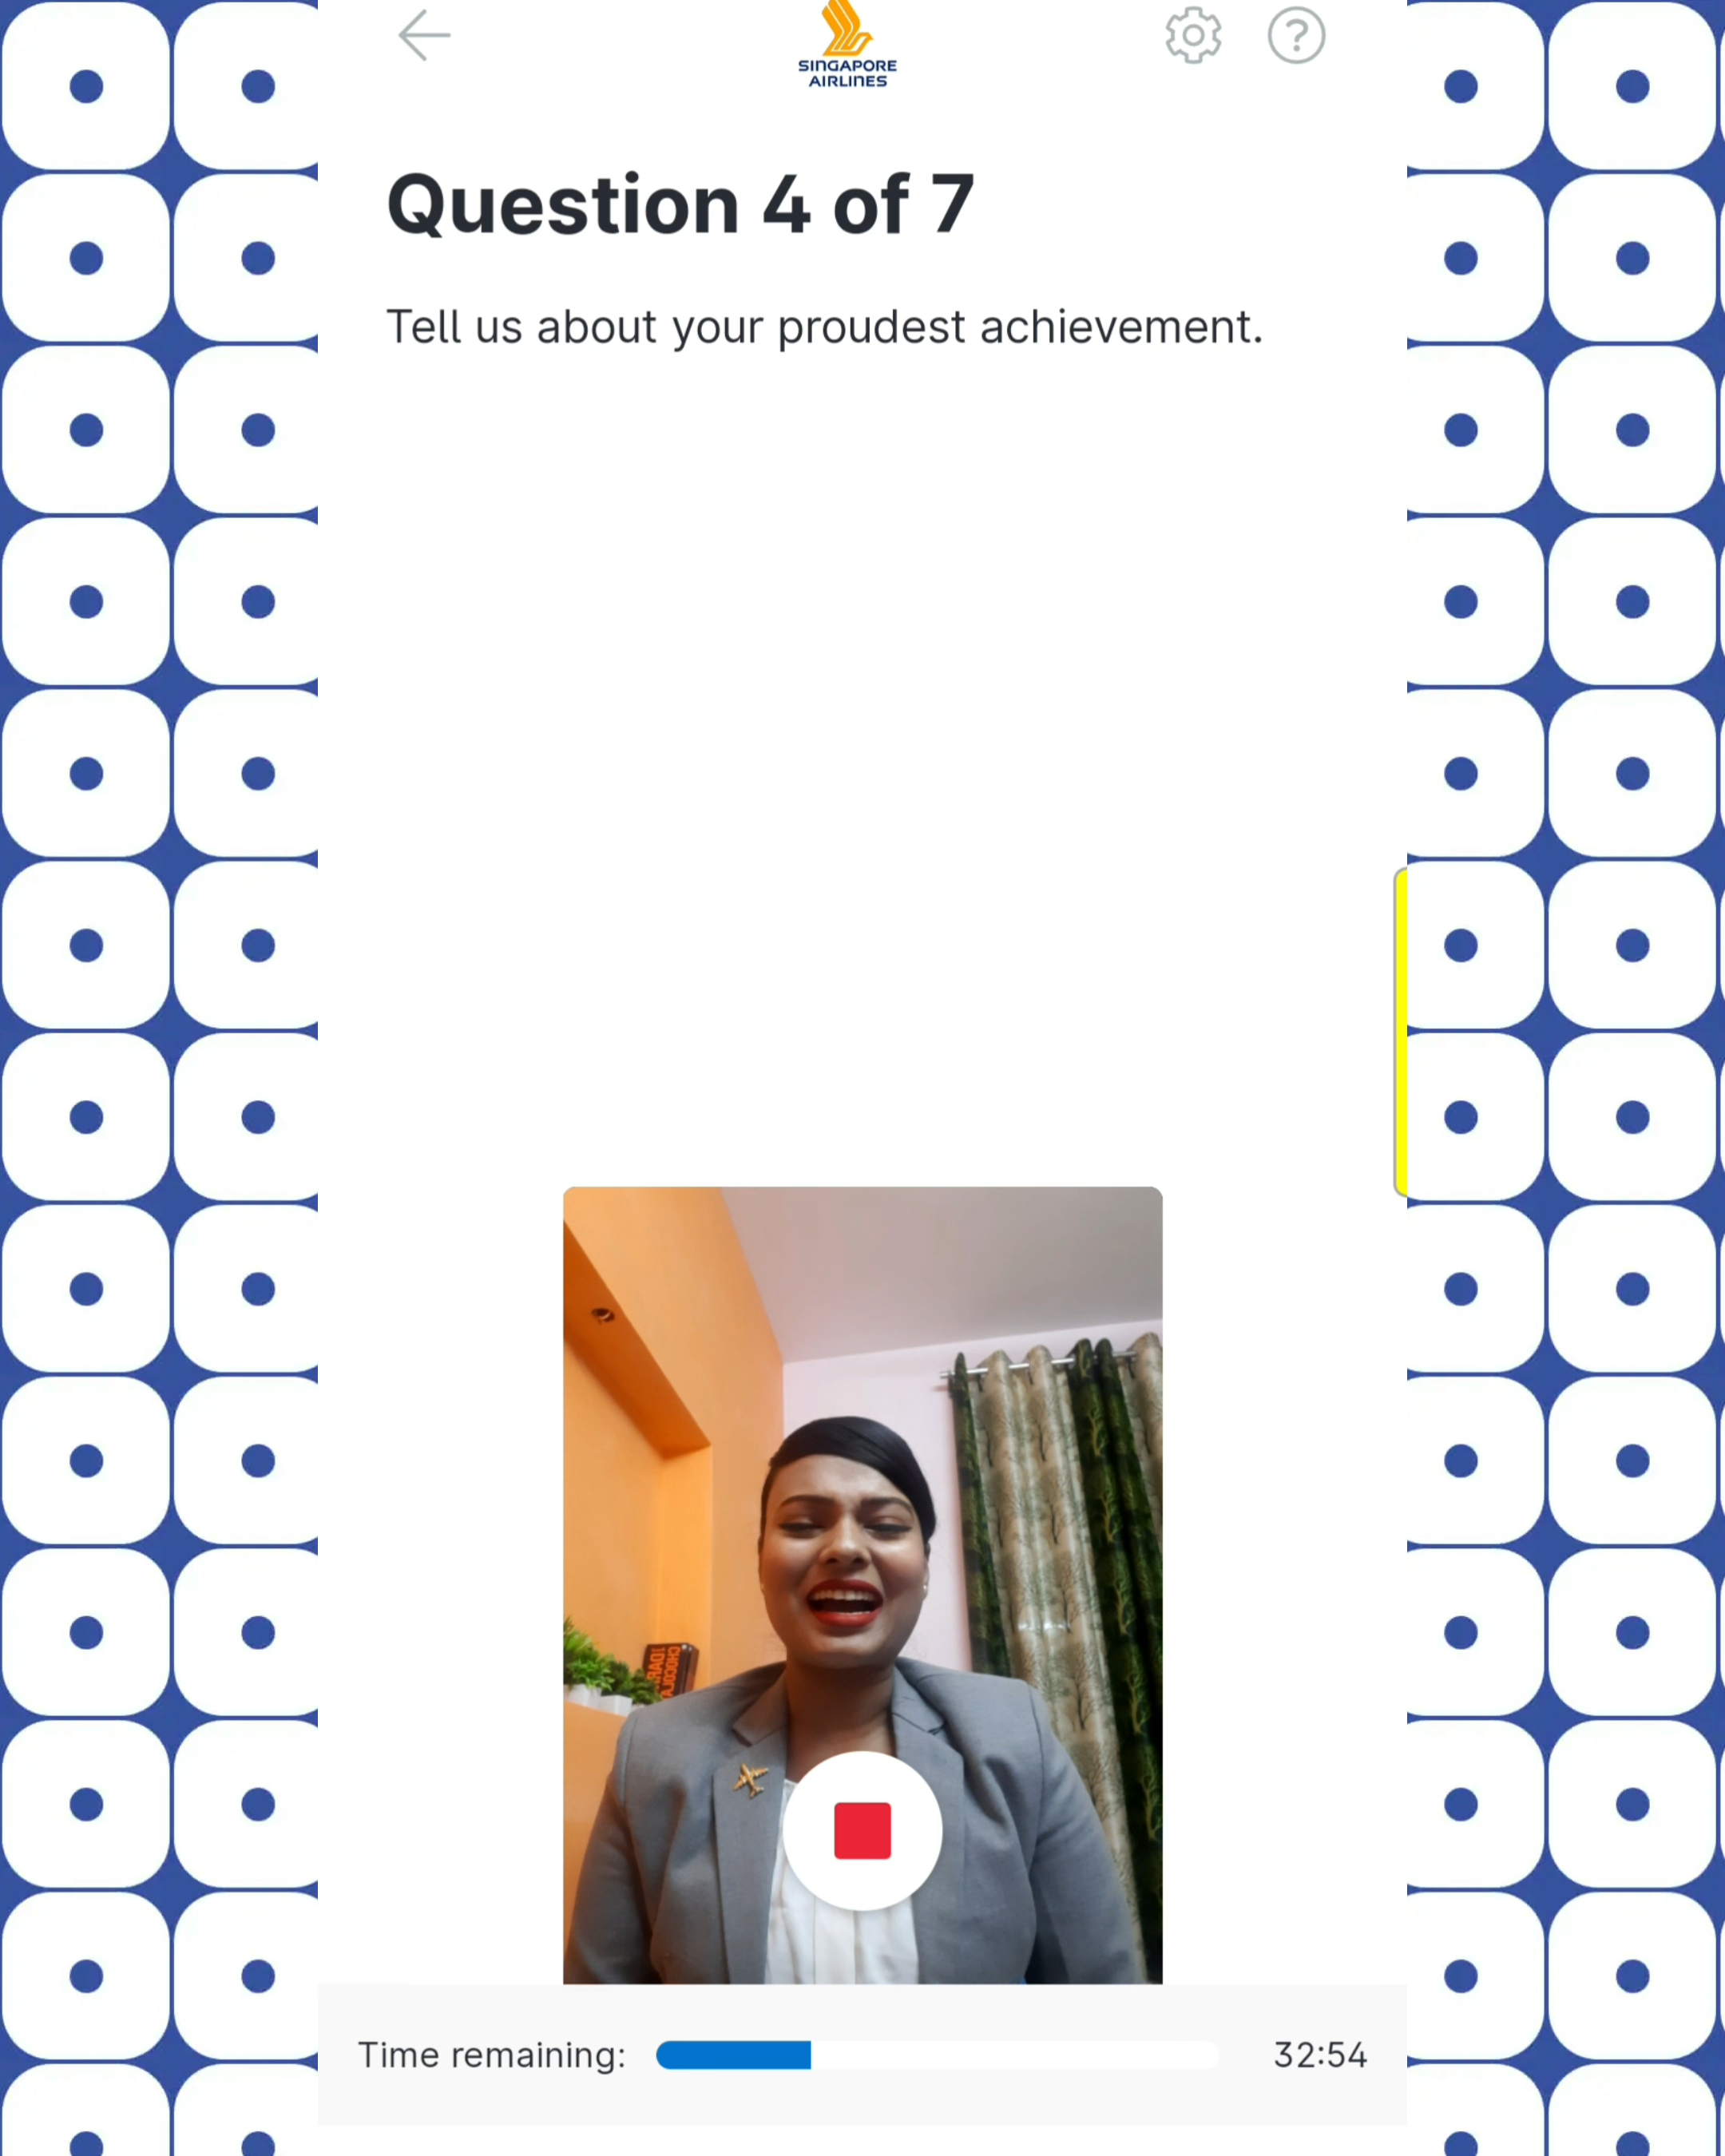 SINGAPORE
AIRLINES
?
Question 4 of 7
Tell us about your proudest achievement.
Time remaining:
32:54